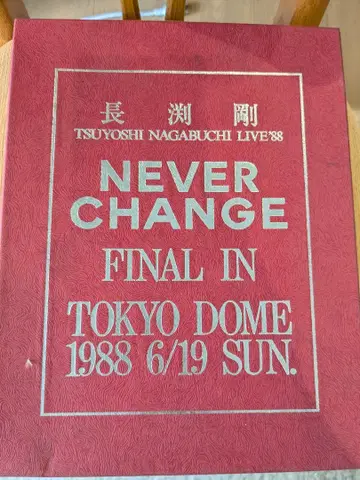 長渕剛
TSUYOSHI NAGABUCHI LIVE'88
NEVER
CHANGE
FINAL IN
TOKYO DOME
1988 6/19 SUN.